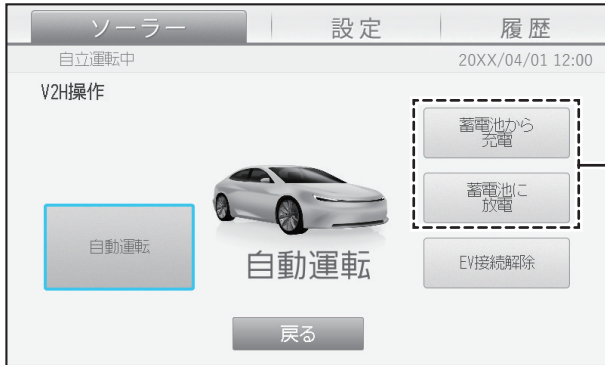 ソーラー 設定 履歴
自立運転中 20XX/04/01 12:00
V2H操作
蓄電池から
充電
蓄電池に
放電
自動運転
自動運転
EV接続解除
戻る